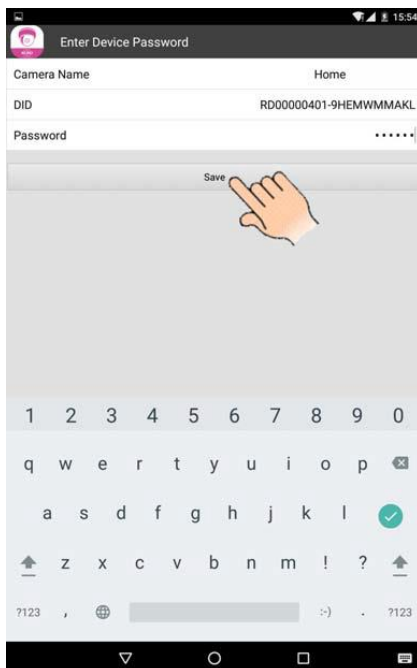 15:54
Enter Device Password
Camera Name Home
DID RD00000401-9HEMWMMAKL
Password ••••••
Save
1 2 3 4 5 6 7 8 9 0
q w e r t y u i o p
a s d f g h j k l
z x c v b n m ! ?
?123 , :-) . ?123